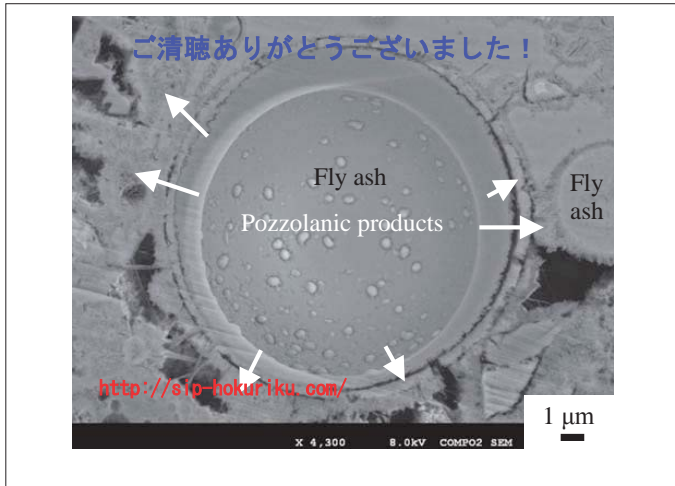 ご清聴ありがとうございました！
Fly ash
Fly
ash
Pozzolanic products
http://sip-hokuriku.com/
1 μm
X 4,300 8.0kV COMPO2 SEM